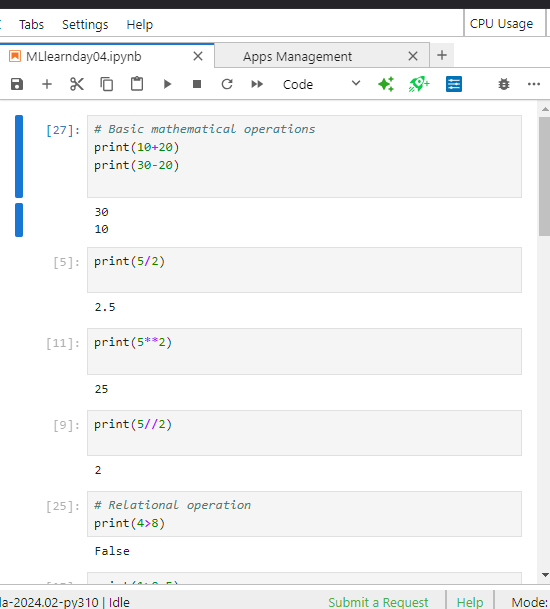 Tabs Settings Help CPU Usage
MLlearnday04.ipynb Apps Management
Code
[27]: # Basic mathematical operations
print(10+20)
print(30-20)
30
10
[5]: print(5/2)
2.5
[11]: print(5**2)
25
[9]: print(5//2)
2
[25]: # Relational operation
print(4>8)
False
la-2024.02-py310 | Idle Submit a Request Help Mode: